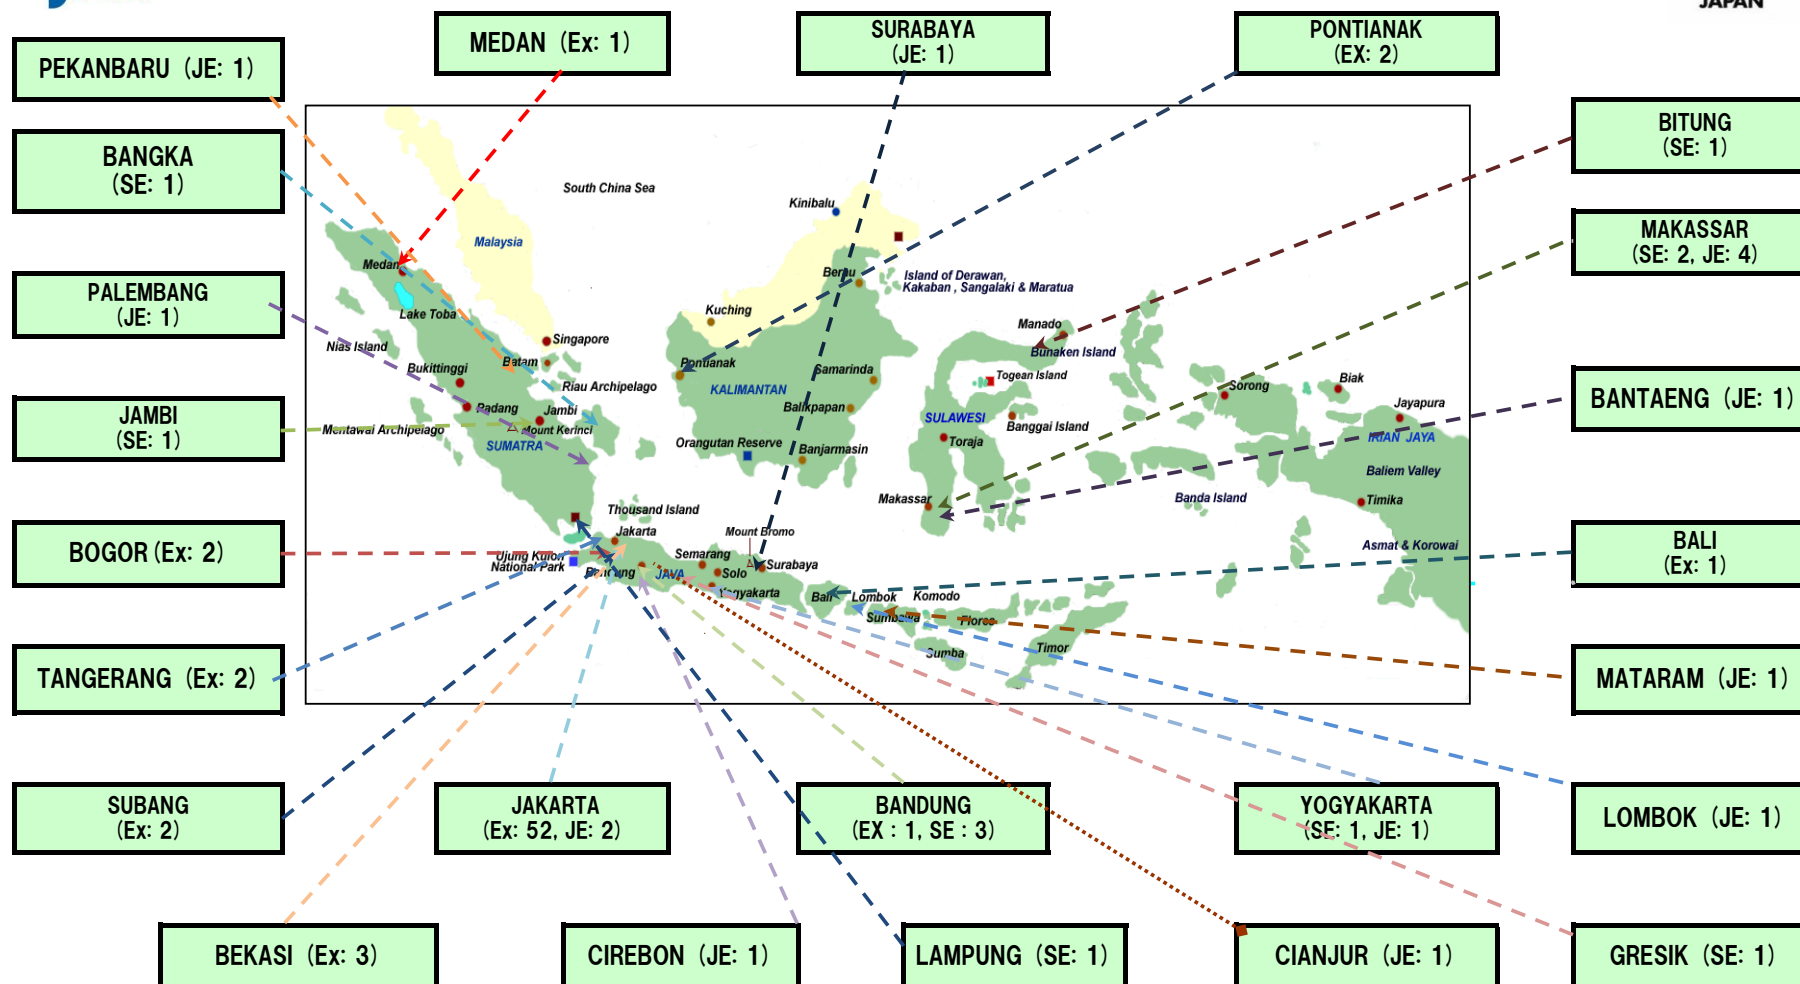 JAPAN
MEDAN (Ex: 1)
SURABAYA
(JE: 1)
PONTIANAK
(EX: 2)
PEKANBARU (JE: 1)
BANGKA
(SE: 1)
PALEMBANG
(JE: 1)
JAMBI
(SE: 1)
BOGOR (Ex: 2)
TANGERANG (Ex: 2)
SUBANG
(Ex: 2)
BITUNG
(SE: 1)
MAKASSAR
(SE: 2, JE: 4)
BANTAENG (JE: 1)
BALI
(Ex: 1)
MATARAM (JE: 1)
LOMBOK (JE: 1)
South China Sea
Kinibalu
Malaysia
Medan
Lake Toba
Nias Island
Singapore
Bukittinggi
Batam
Riau Archipelago
Padang
Jambi
Mount Kerinci
Mentawai Archipelago
SUMATRA
Kuching
Berau
Island of Derawan,
Kakaban , Sangalaki & Maratua
Pontianak
KALIMANTAN
Samarinda
Balikpapan
Orangutan Reserve
Banjarmasin
Manado
Bunaken Island
Togean Island
SULAWESI
Banggai Island
Toraja
Makassar
Sorong
Biak
Jayapura
IRIAN JAYA
Baliem Valley
Banda Island
Timika
Asmat & Korowai
Thousand Island
Jakarta
Ujung Kulon
National Park
Bandung
JAVA
Semarang
Mount Bromo
Solo
Surabaya
Yogyakarta
Bali
Lombok
Komodo
Sumbawa
Flores
Sumba
Timor
JAKARTA
(Ex: 52, JE: 2)
BANDUNG
(EX : 1, SE : 3)
YOGYAKARTA
(SE: 1, JE: 1)
BEKASI (Ex: 3)
CIREBON (JE: 1)
LAMPUNG (SE: 1)
CIANJUR (JE: 1)
GRESIK (SE: 1)